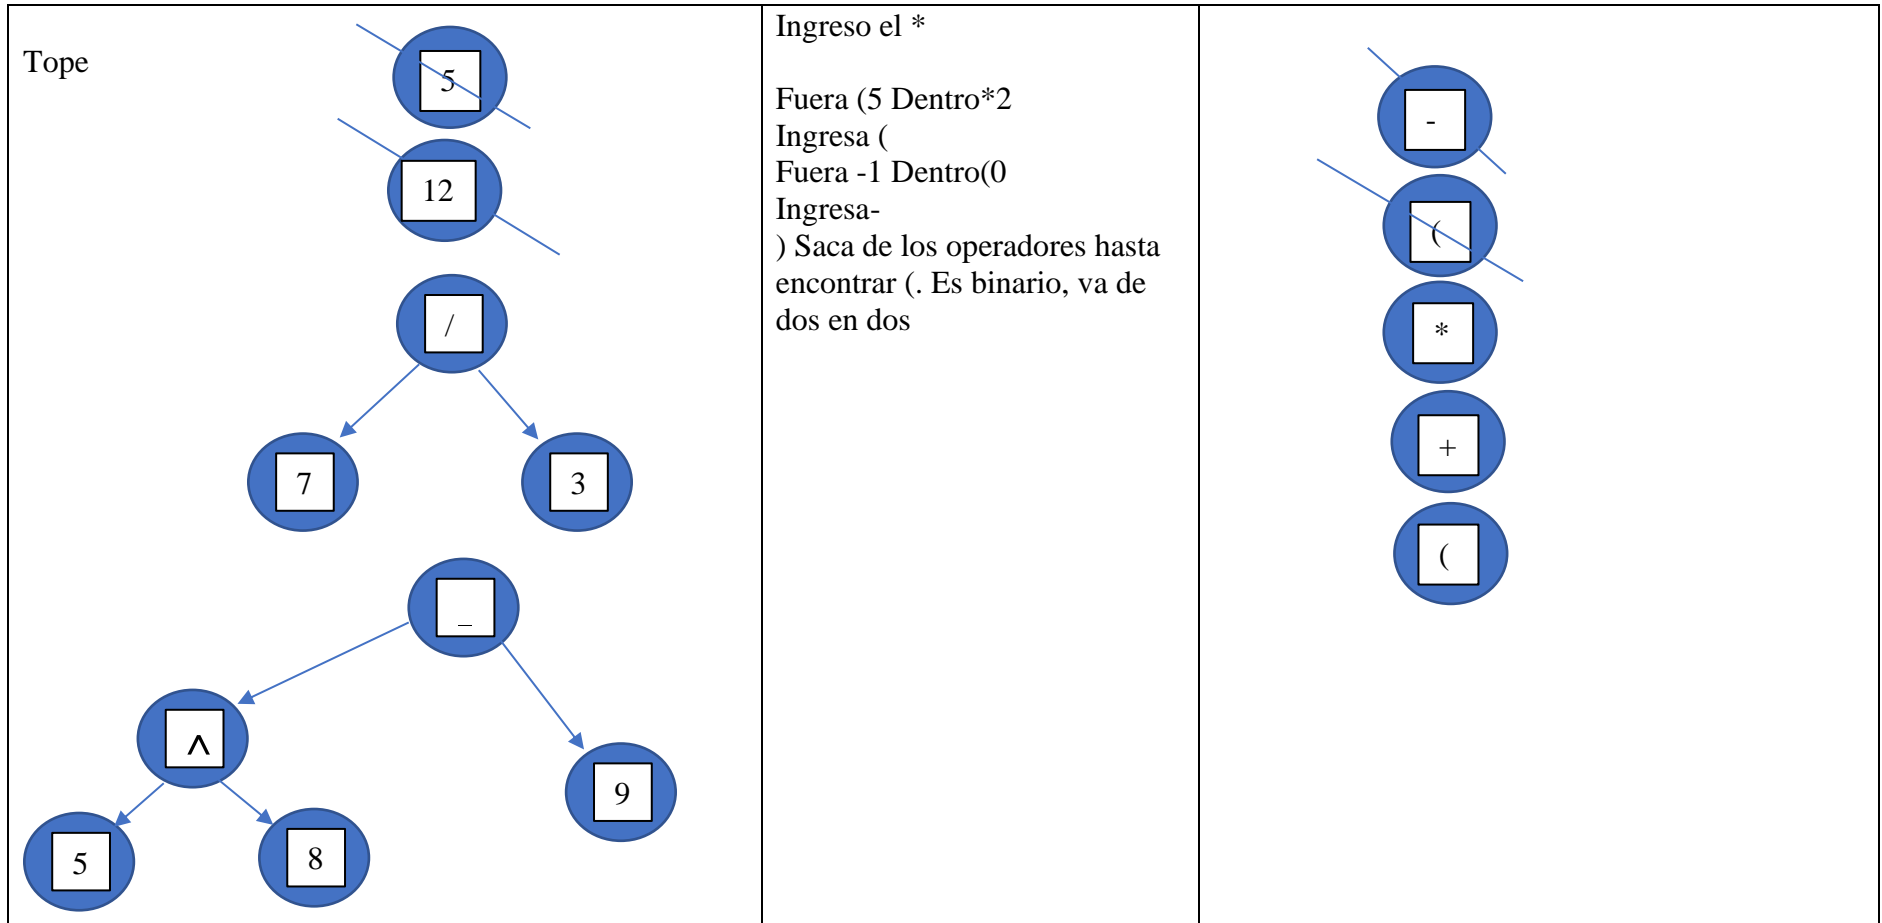 Tope
5
12
/
7
3
_
^
9
5
8
Ingreso el *
Fuera (5 Dentro*2
Ingresa (
Fuera -1 Dentro(0
Ingresa-
) Saca de los operadores hasta
encontrar (. Es binario, va de
dos en dos
-
(
*
+
(